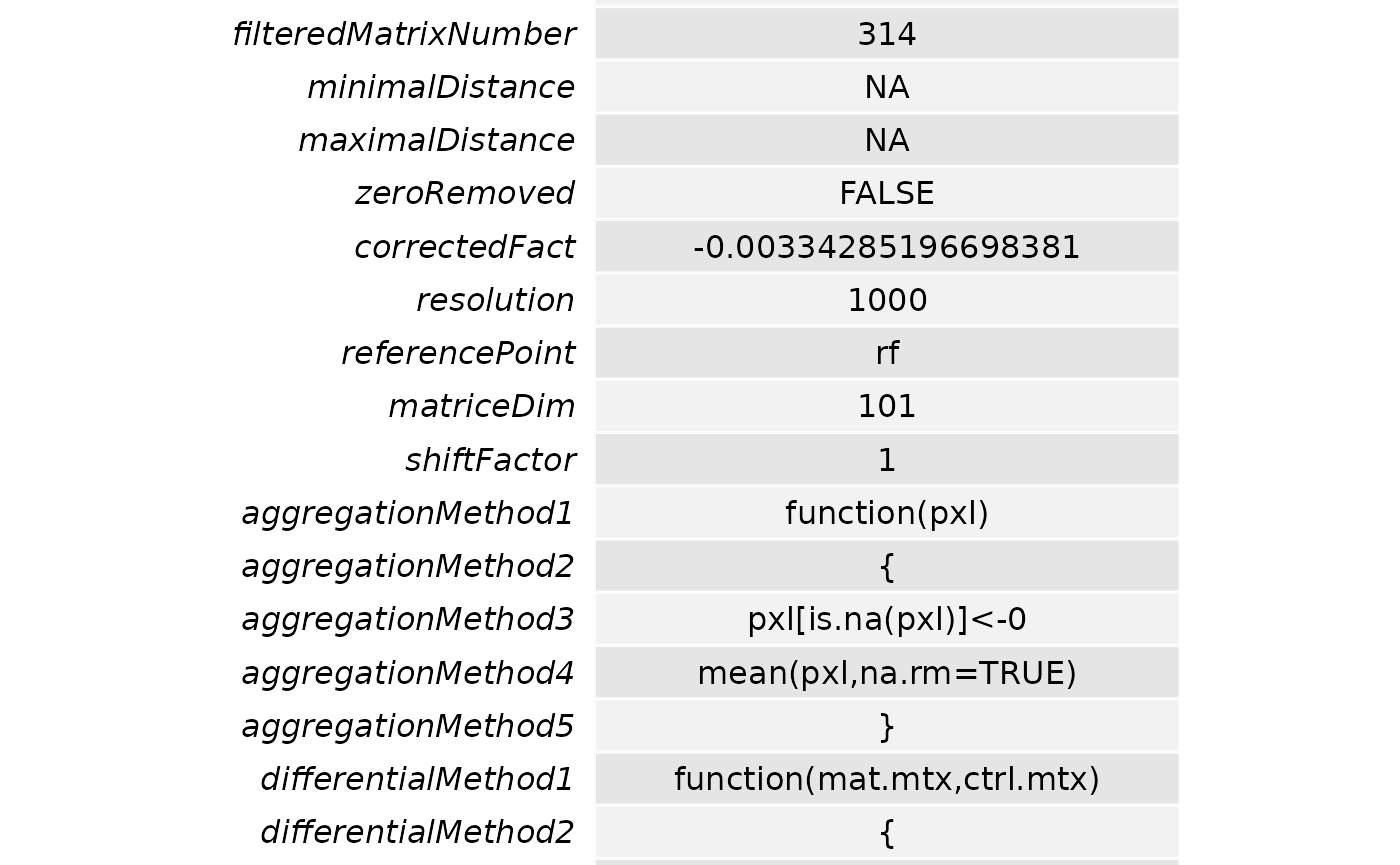 filteredMatrixNumber 314
minimalDistance NA
maximalDistance NA
zeroRemoved FALSE
correctedFact -0.00334285196698381
resolution 1000
referencePoint rf
matriceDim 101
shiftFactor 1
aggregationMethod1 function(pxl)
aggregationMethod2 {
aggregationMethod3 pxl[is.na(pxl)]<-0
aggregationMethod4 mean(pxl,na.rm=TRUE)
aggregationMethod5 }
differentialMethod1 function(mat.mtx,ctrl.mtx)
differentialMethod2 {